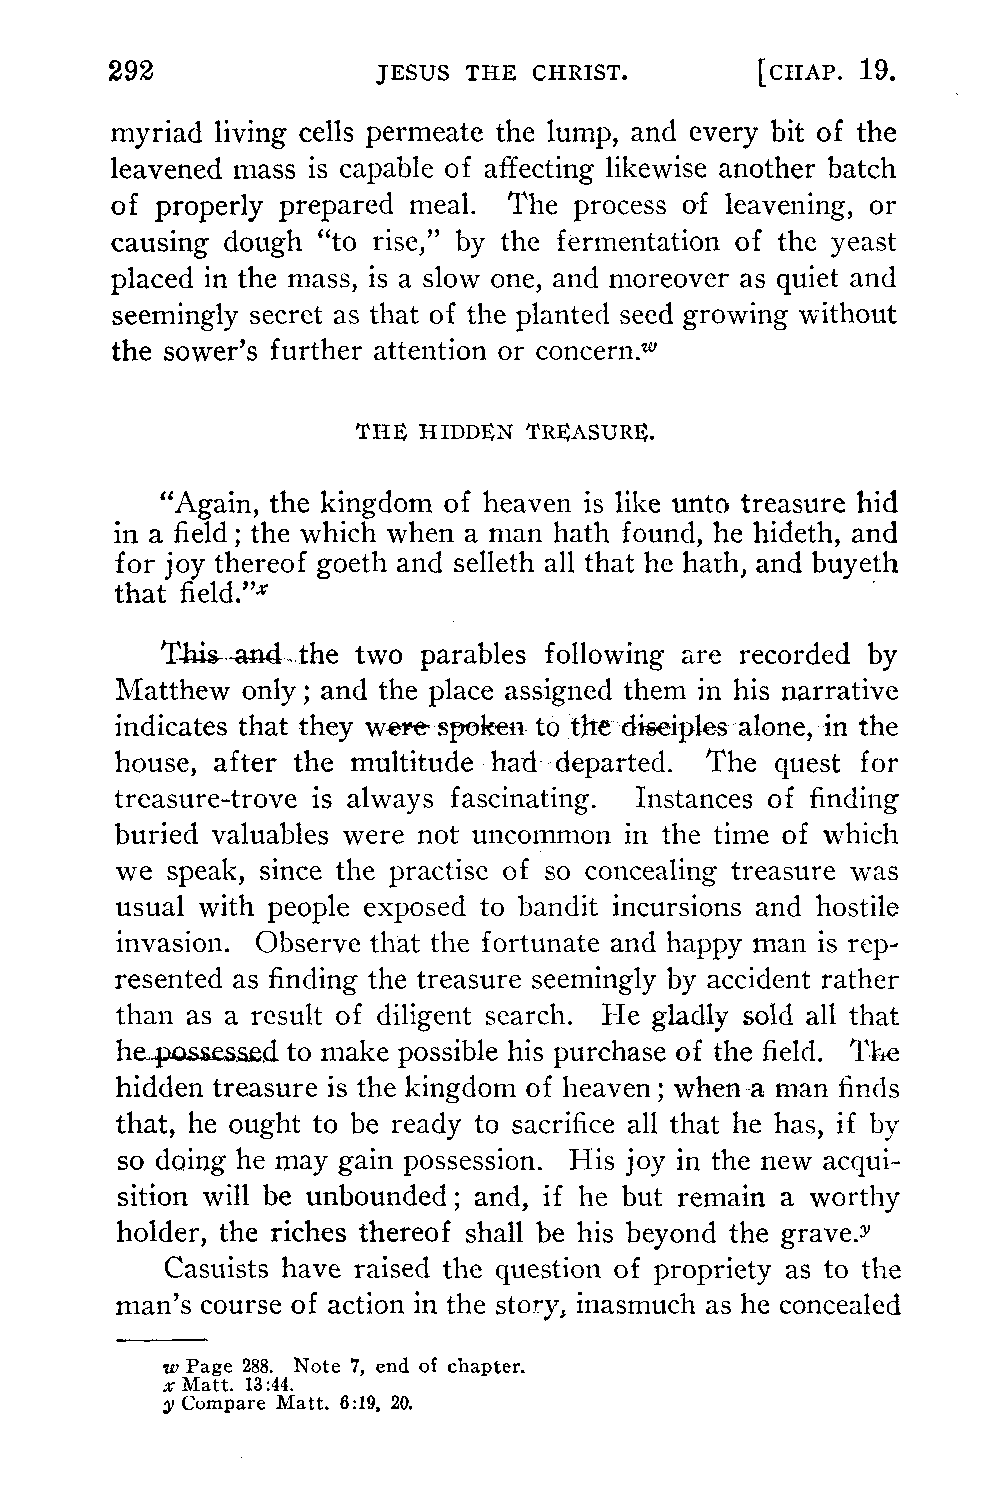 292 JESUS THE CHRIST. [CHAP. 19.
myriad living cells permeate the lump, and every bit of the
leavened mass is capable of affecting likewise another batch
of properly prepared meal. The process of leavening, or
causing dough “to rise,” by the fermentation of the yeast
placed in the mass, is a slow one, and moreover as quiet and
seemingly secret as that of the planted seed growing without
the sower’s further attention or concern.w
THE HIDDEN TREASURE.
“Again, the kingdom of heaven is like unto treasure hid
in a field; the which when a man hath found, he hideth, and
for joy thereof goeth and selleth all that he hath, and buyeth
that field.”x
This and the two parables following are recorded by
Matthew only; and the place assigned them in his narrative
indicates that they were spoken to the disciples alone, in the
house, after the multitude had departed. The quest for
treasure-trove is always fascinating. Instances of finding
buried valuables were not uncommon in the time of which
we speak, since the practise of so concealing treasure was
usual with people exposed to bandit incursions and hostile
invasion. Observe that the fortunate and happy man is rep-
resented as finding the treasure seemingly by accident rather
than as a result of diligent search. He gladly sold all that
he possessed to make possible his purchase of the field. The
hidden treasure is the kingdom of heaven; when a man finds
that, he ought to be ready to sacrifice all that he has, if by
so doing he may gain possession. His joy in the new acqui-
sition will be unbounded; and, if he but remain a worthy
holder, the riches thereof shall be his beyond the grave.y
Casuists have raised the question of propriety as to the
man’s course of action in the story, inasmuch as he concealed
w Page 288. Note 7, end of chapter.
x Matt. 13:44.
y Compare Matt. 6:19, 20.